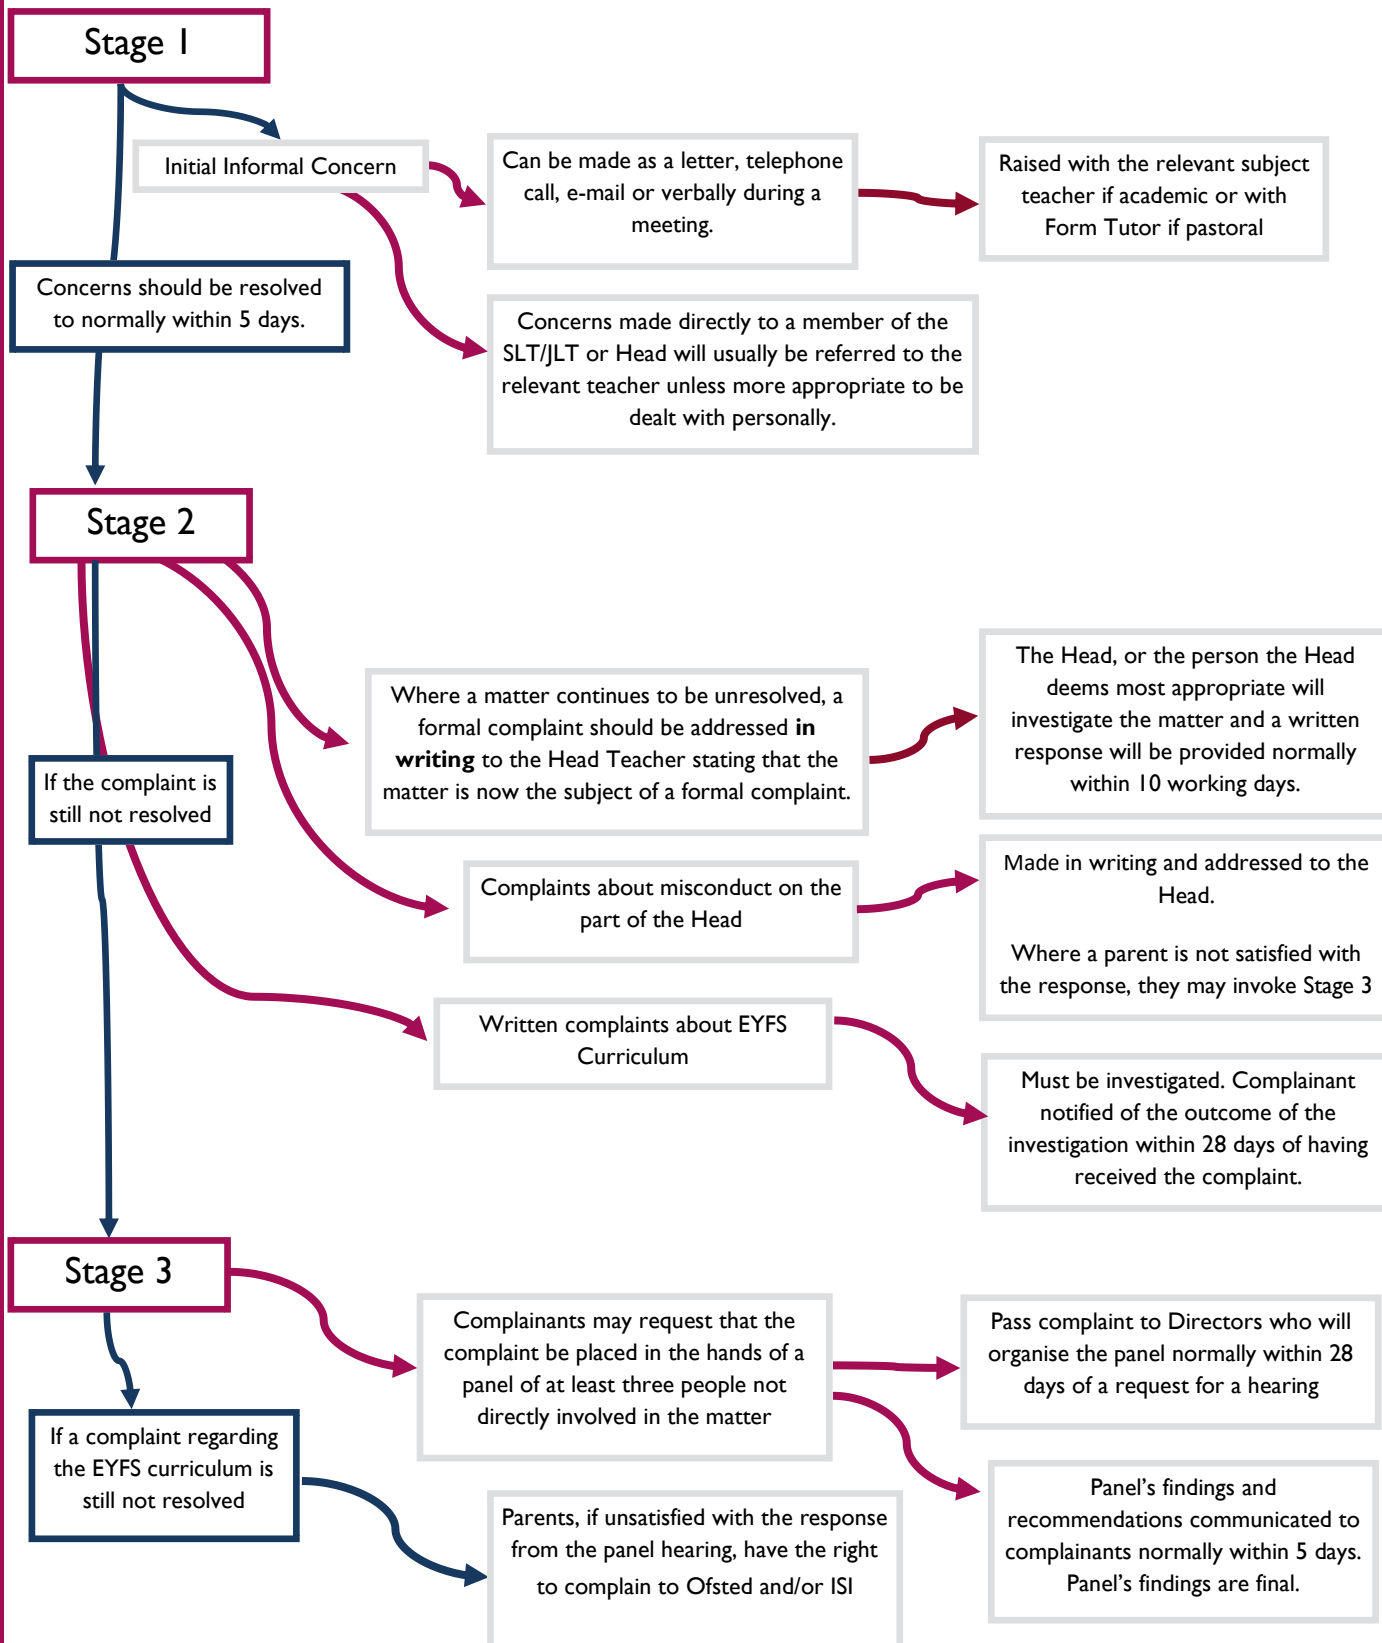 Stage 1
Initial Informal Concern
Can be made as a letter, telephone
call, e-mail or verbally during a
meeting.
Raised with the relevant subject
teacher if academic or with
Form Tutor if pastoral
Concerns should be resolved
to normally within 5 days.
Concerns made directly to a member of the
SLT/JLT or Head will usually be referred to the
relevant teacher unless more appropriate to be
dealt with personally.
Stage 2
Where a matter continues to be unresolved, a
formal complaint should be addressed in
writing to the Head Teacher stating that the
matter is now the subject of a formal complaint.
The Head, or the person the Head
deems most appropriate will
investigate the matter and a written
response will be provided normally
within 10 working days.
If the complaint is
still not resolved
Complaints about misconduct on the
part of the Head
Made in writing and addressed to the
Head.
Where a parent is not satisfied with
the response, they may invoke Stage 3
Written complaints about EYFS
Curriculum
Must be investigated. Complainant
notified of the outcome of the
investigation within 28 days of having
received the complaint.
Stage 3
Complainants may request that the
complaint be placed in the hands of a
panel of at least three people not
directly involved in the matter
Pass complaint to Directors who will
organise the panel normally within 28
days of a request for a hearing
If a complaint regarding
the EYFS curriculum is
still not resolved
Panel's findings and
recommendations communicated to
complainants normally within 5 days.
Panel's findings are final.
Parents, if unsatisfied with the response
from the panel hearing, have the right
to complain to Ofsted and/or ISI